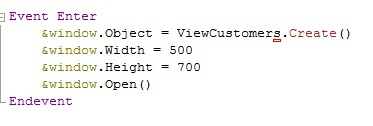 Event Enter
&window.Object = ViewCustomers.Create()
&window.Width = 500
&window.Height = 700
&window.Open()
Endevent